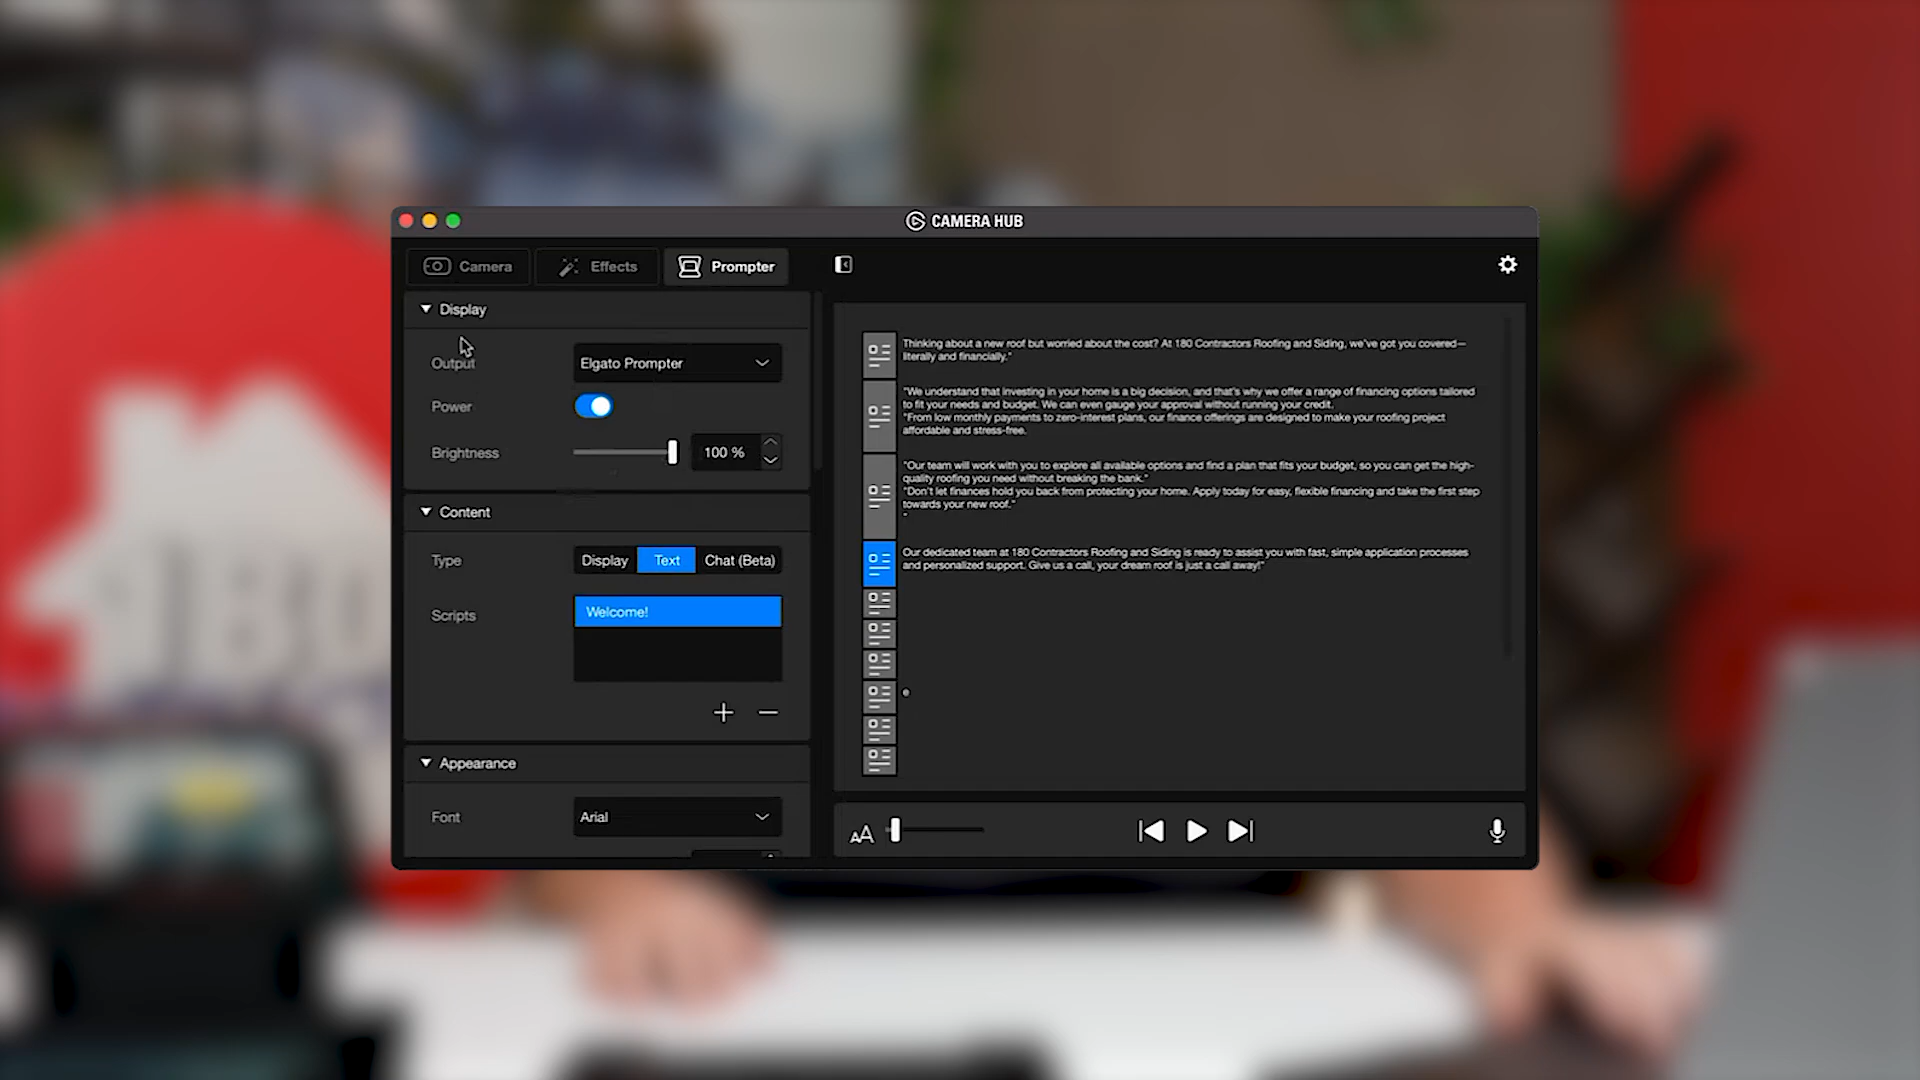 CAMERA HUB
Camera
Effects
Prompter
Display
Output
Elgato Prompter
Power
Brightness
100 %
Content
Type
Display
Text
Chat (Beta)
Scripts
Welcome!
Appearance
Font
Arial
Thinking about a new roof but worried about the cost? At 180 Contractors Roofing and Siding, we've got you covered—
literally and financially."
"We understand that investing in your home is a big decision, and that's why we offer a range of financing options tailored
to fit your needs and budget. We can even gauge your approval without running your credit.
"From low monthly payments to zero-interest plans, our finance offerings are designed to make your roofing project
affordable and stress-free.
"Our team will work with you to explore all available options and find a plan that fits your budget, so you can get the high-
quality roofing you need without breaking the bank."
"Don't let finances hold you back from protecting your home. Apply today for easy, flexible financing and take the first step
towards your new roof."
"
Our dedicated team at 180 Contractors Roofing and Siding is ready to assist you with fast, simple application processes
and personalized support. Give us a call, your dream roof is just a call away!"
e
AA
180